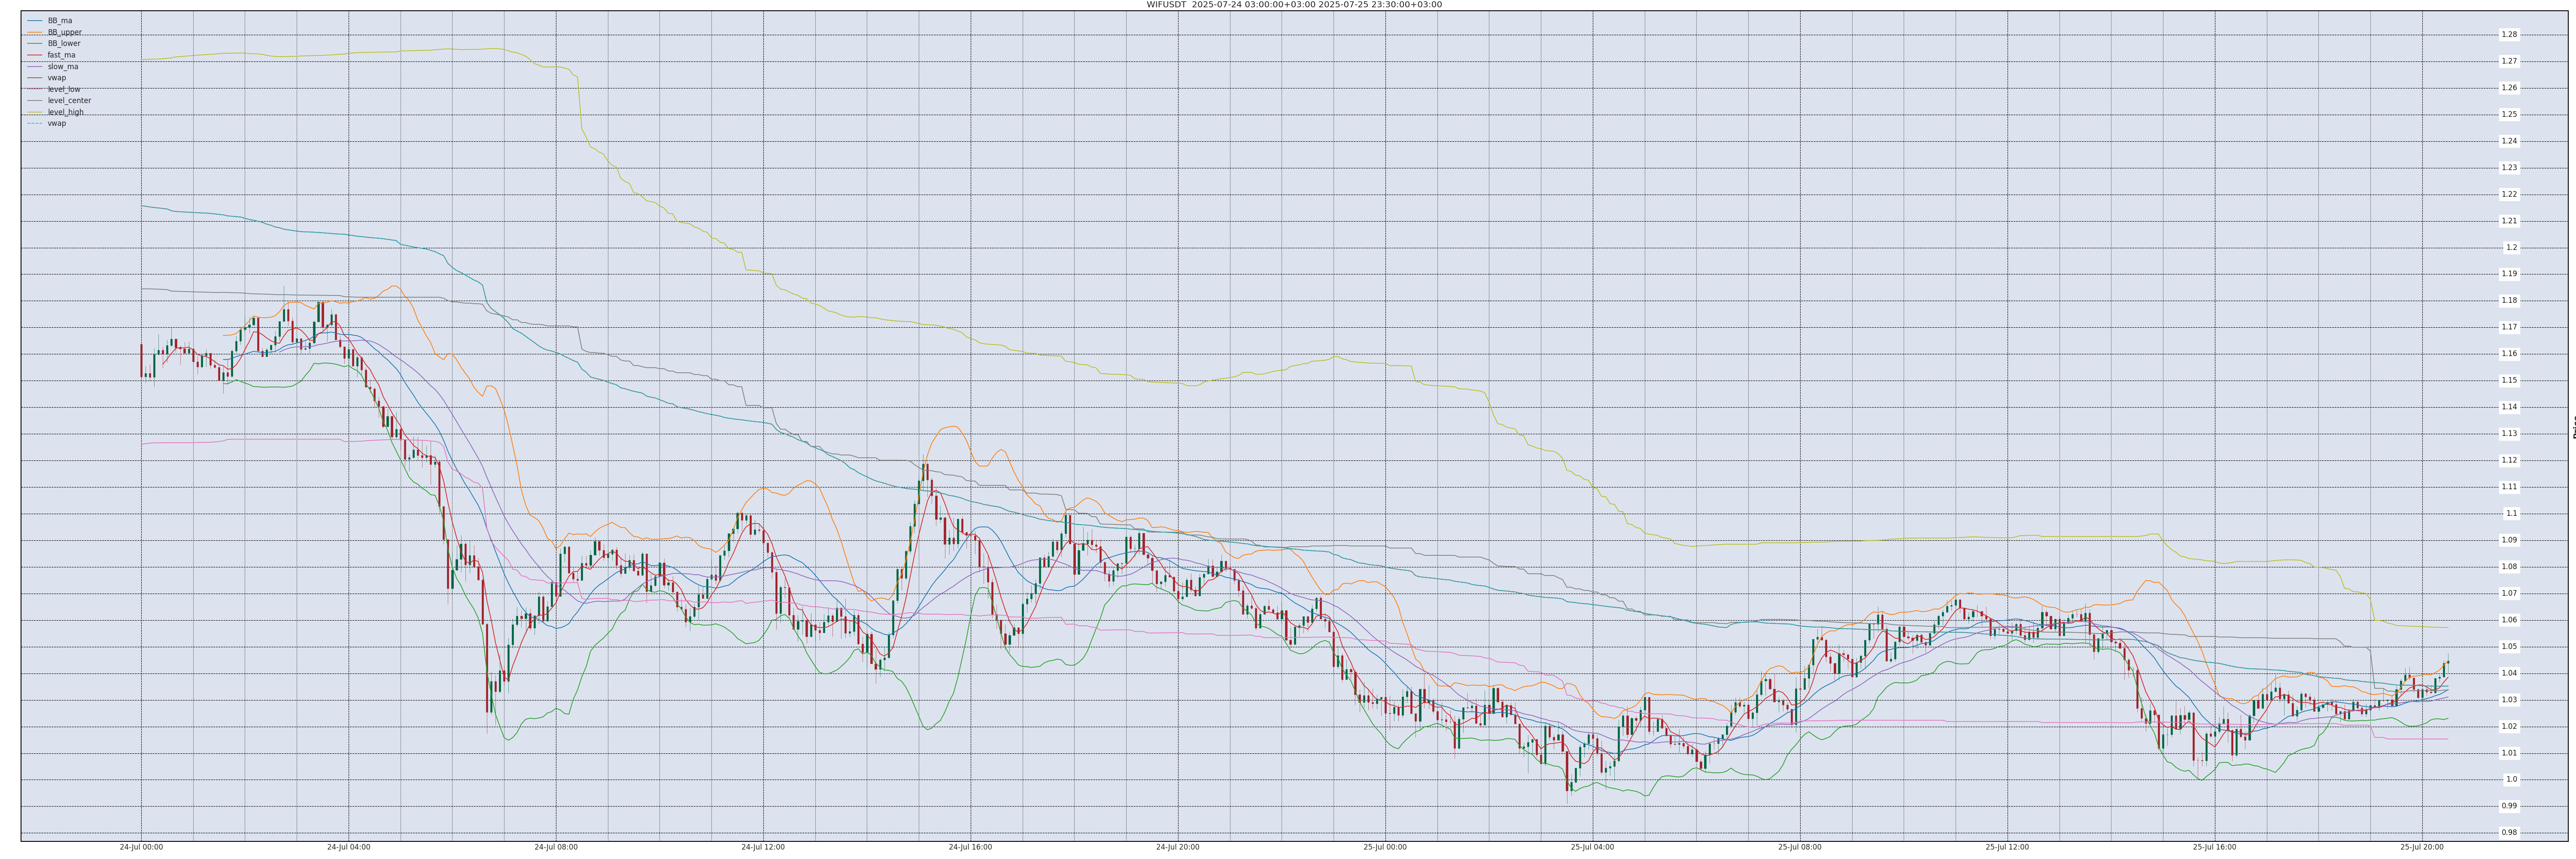 WIFUSDT 2025-07-24 03:00:00+03:00 2025-07-25 23:30:00+03:00
BB_ma
BB_upper
BB_lower
fast_ma
slow_ma
vwap
level_low
level_center
level_high
vwap
1.28
1.27
1.26
1.25
1.24
1.23
1.22
1.21
1.2
1.19
1.18
1.17
1.16
1.15
1.14
1.13
1.12
1.11
1.1
1.09
1.08
1.07
1.06
1.05
1.04
1.03
1.02
1.01
1.0
0.99
0.98
24-Jul 00:00
24-Jul 04:00
24-Jul 08:00
24-Jul 12:00
24-Jul 16:00
24-Jul 20:00
25-Jul 00:00
25-Jul 04:00
25-Jul 08:00
25-Jul 12:00
25-Jul 16:00
25-Jul 20:00